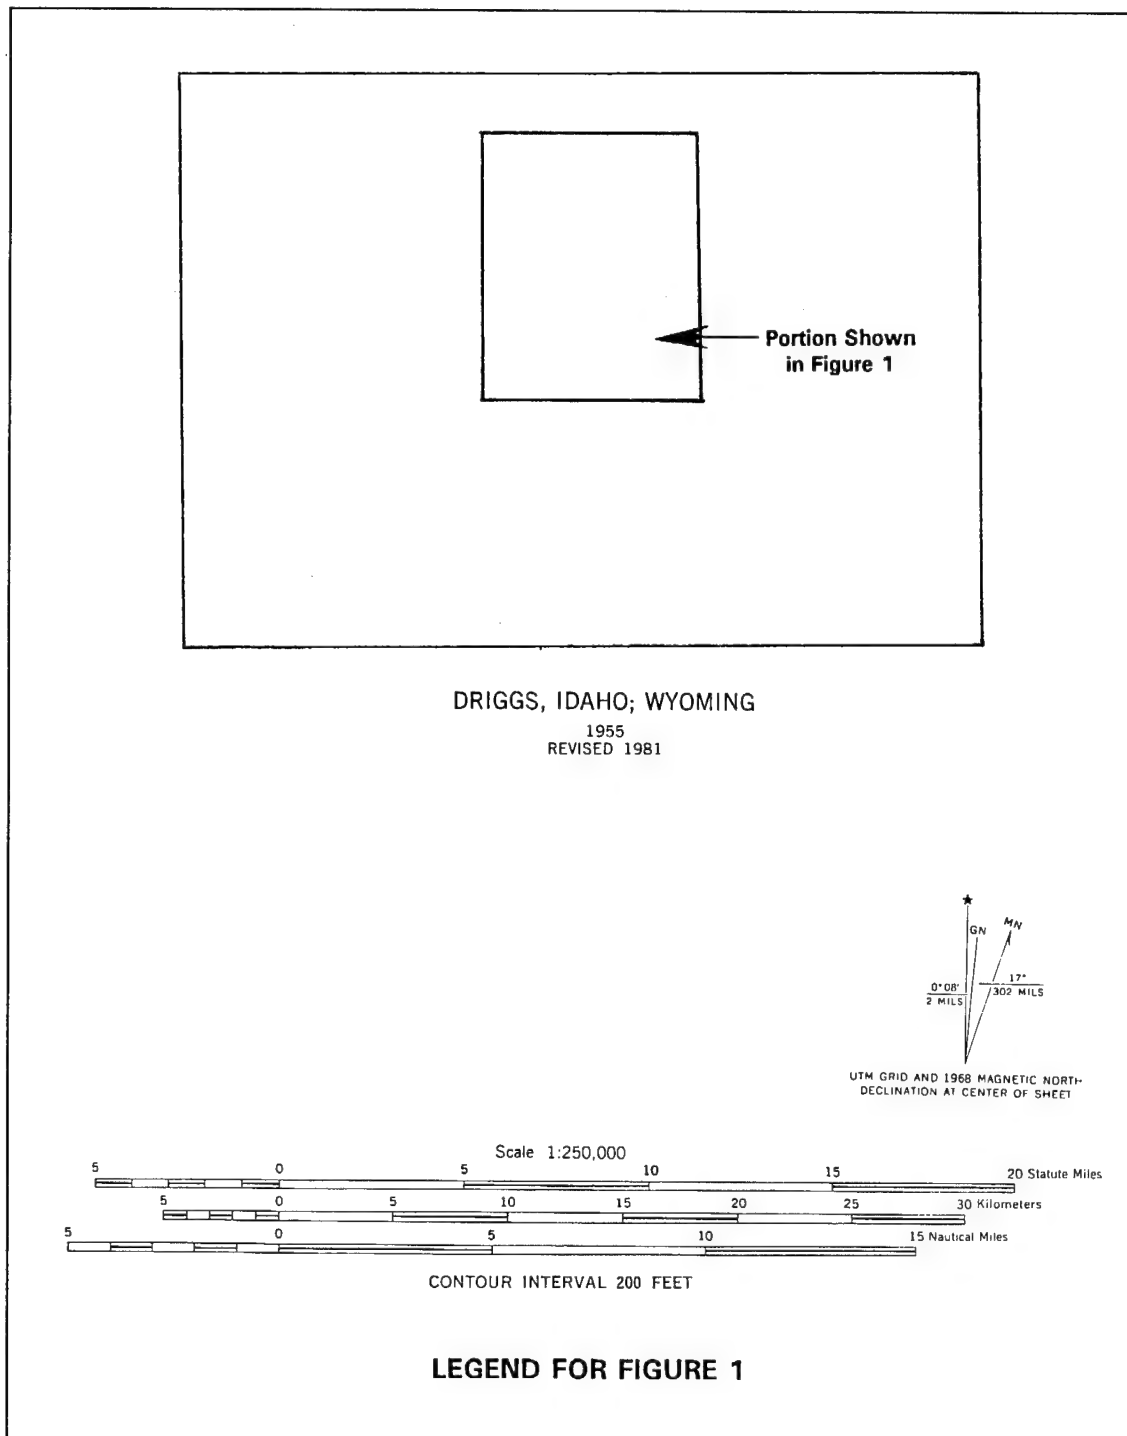 Portion Shown
in Figure 1
DRIGGS, IDAHO; WYOMING
1955
REVISED 1981
★
GN
MN
0°08'
2 MILS
17°
302 MILS
UTM GRID AND 1968 MAGNETIC NORTH
DECLINATION AT CENTER OF SHEET
Scale 1:250,000
5 0 5 10 15 20 Statute Miles
5 0 5 10 15 20 25 30 Kilometers
5 0 5 10 15 Nautical Miles
CONTOUR INTERVAL 200 FEET
LEGEND FOR FIGURE 1